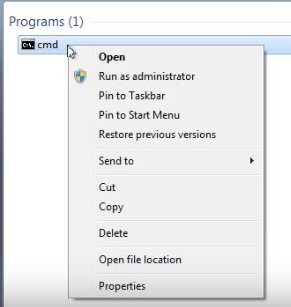 Programs (1)
cmd
Open
Run as administrator
Pin to Taskbar
Pin to Start Menu
Restore previous versions
Send to
Cut
Copy
Delete
Open file location
Properties